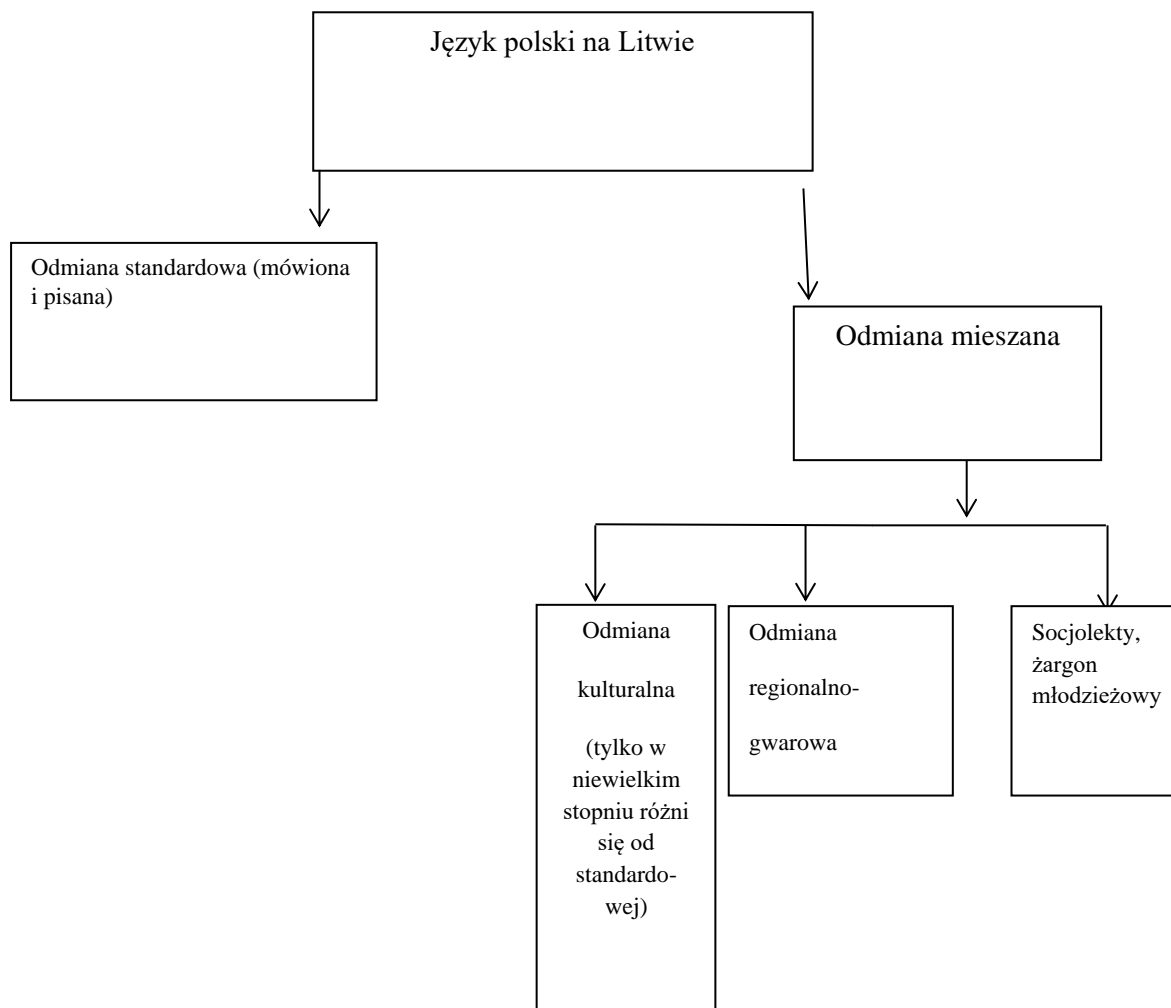 Język polski na Litwie
Odmiana standardowa (mówiona
i pisana)
Odmiana mieszana
Odmiana
kulturalna
(tylko w
niewielkim
stopniu różni
się od
standardo-
wej)
Odmiana
regionalno-
gwarowa
Socjolekty,
żargon
młodzieżowy